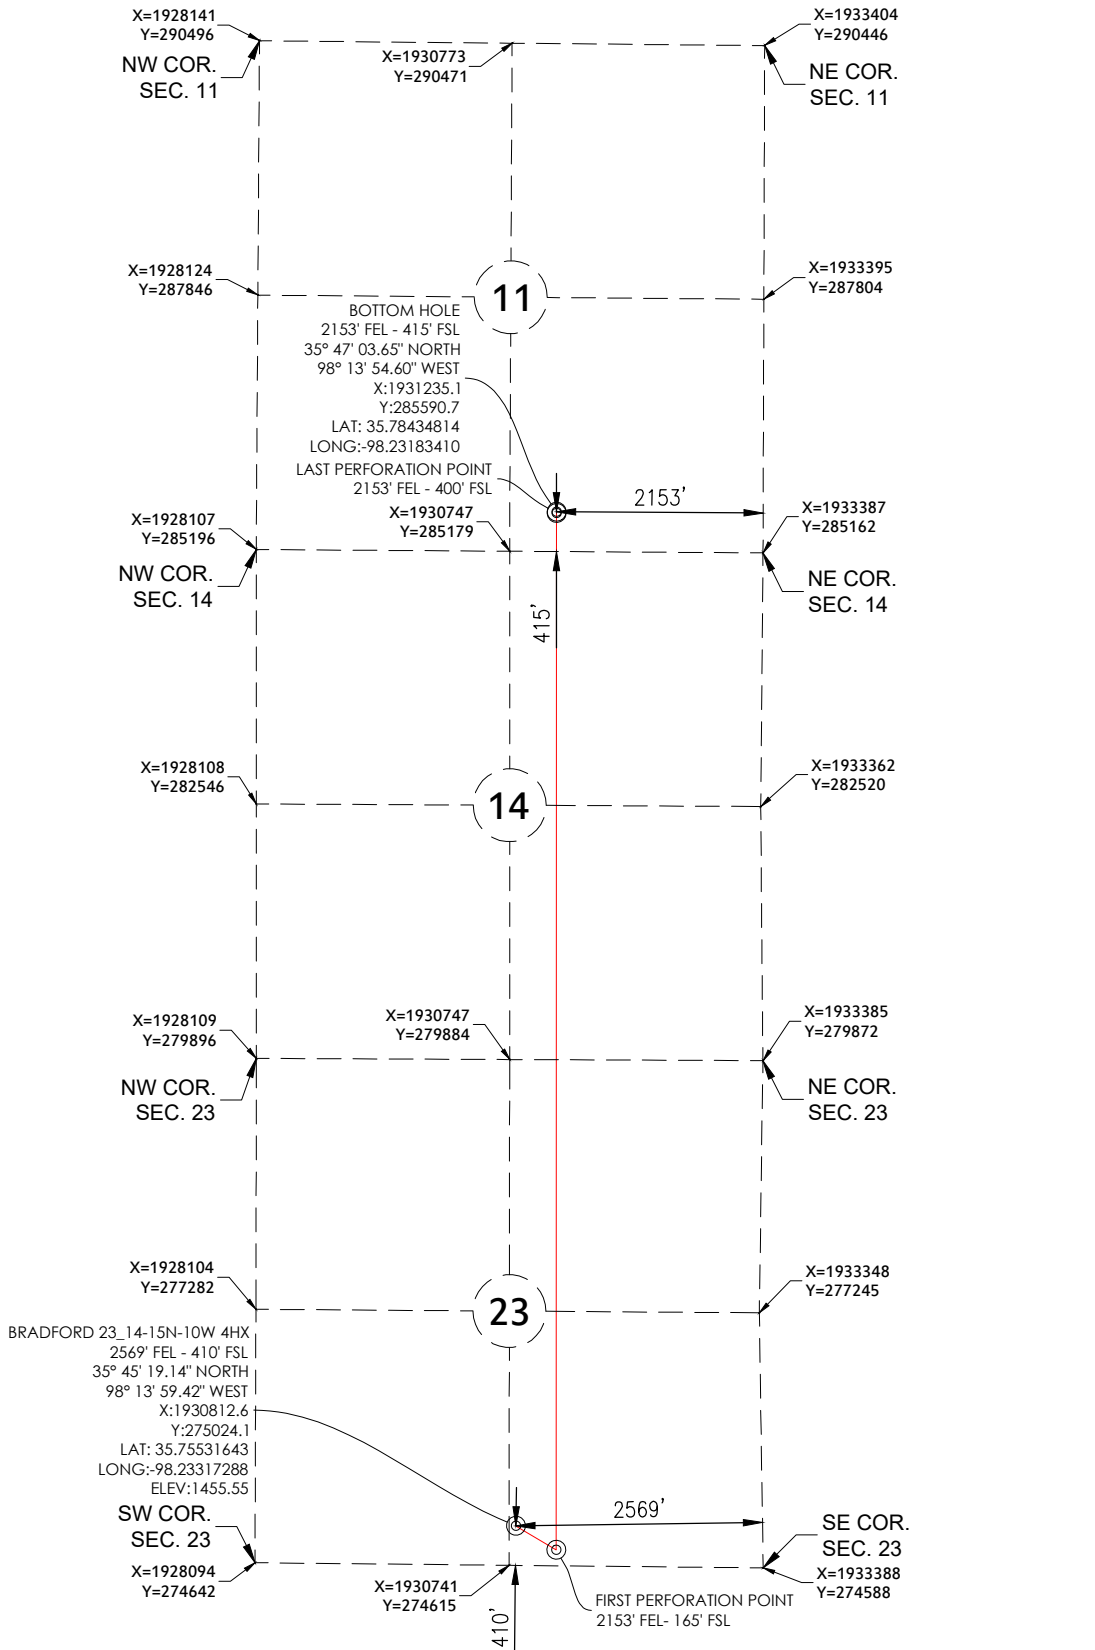 X=1928141
Y=290496
X=1933404
Y=290446
NW COR.
SEC. 11
X=1930773
Y=290471
NE COR.
SEC. 11
X=1928124
Y=287846
X=1933395
Y=287804
11
BOTTOM HOLE
2153' FEL - 415' FSL
35° 47' 03.65" NORTH
98° 13' 54.60" WEST
X:1931235.1
Y:285590.7
LAT: 35.78434814
LONG:-98.23183410
LAST PERFORATION POINT
2153' FEL - 400' FSL
2153'
X=1928107
Y=285196
X=1930747
Y=285179
X=1933387
Y=285162
NW COR.
SEC. 14
NE COR.
SEC. 14
415'
X=1928108
Y=282546
X=1933362
Y=282520
14
X=1928109
Y=279896
X=1930747
Y=279884
X=1933385
Y=279872
NW COR.
SEC. 23
NE COR.
SEC. 23
X=1928104
Y=277282
X=1933348
Y=277245
23
BRADFORD 23_14-15N-10W 4HX
2569' FEL - 410' FSL
35° 45' 19.14" NORTH
98° 13' 59.42" WEST
X:1930812.6
Y:275024.1
LAT: 35.75531643
LONG:-98.23317288
ELEV:1455.55
2569'
SW COR.
SEC. 23
SE COR.
SEC. 23
X=1928094
Y=274642
X=1930741
Y=274615
X=1933388
Y=274588
410'
FIRST PERFORATION POINT
2153' FEL- 165' FSL